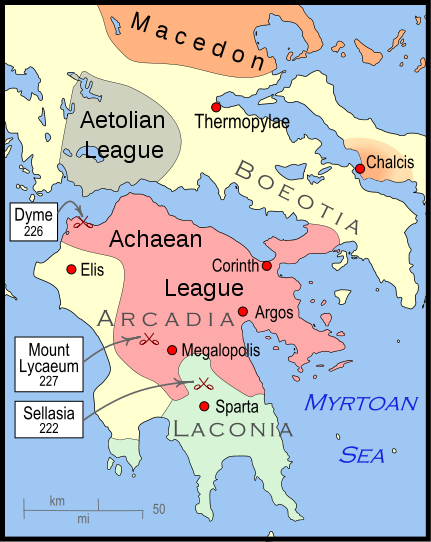 Macedon
Aetolian
League
Thermopylae
Chalcis
BOEOTIA
Dyme
226
Achaean
League
Elis
Corinth
ARCADIA
Argos
Mount
Lycaeum
227
Megalopolis
Sellasia
222
Sparta
LACONIA
MYRTOAN
SEA
km
mi
50